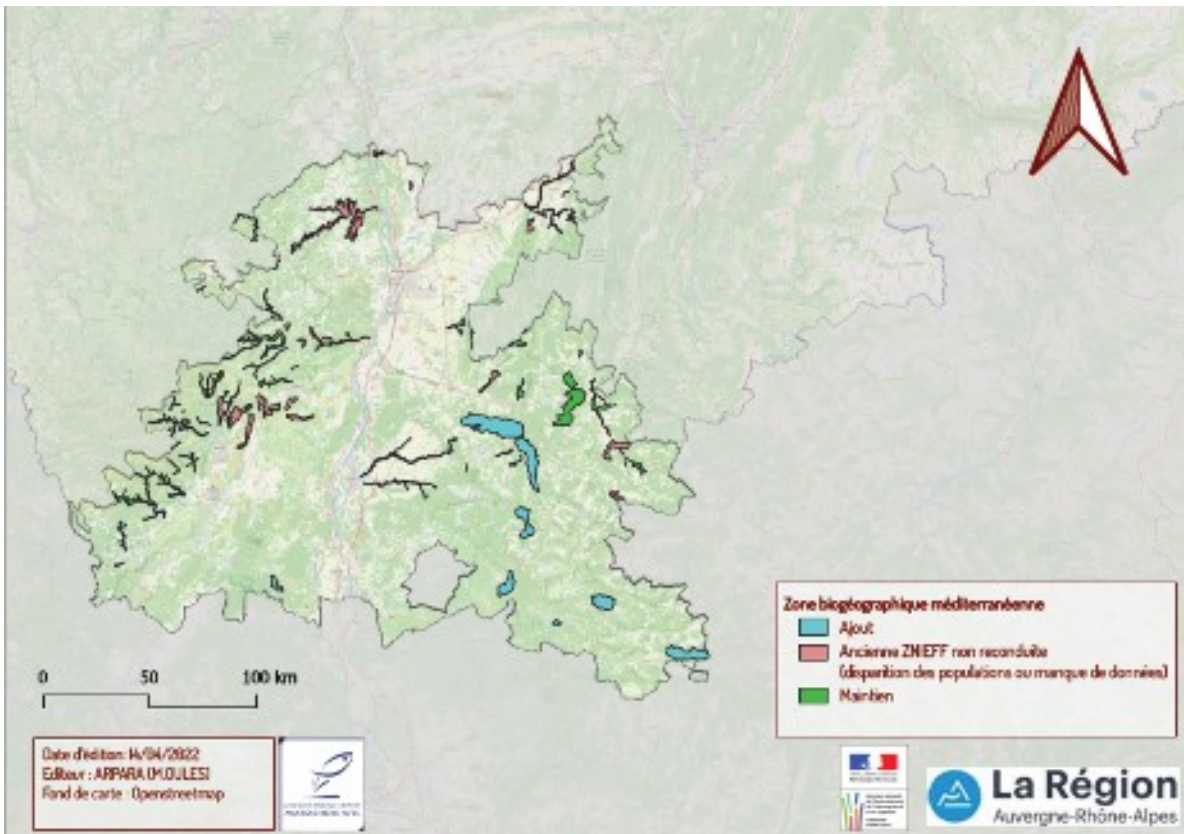 Zone biogéographique méditerranéenne
Ajout
Ancienne ZNIEFF non reconduite
(disparition des populations ou manque de données)
Maintien
0 50 100 km
Date d'édition: 14/04/2022
Editeur : ARPARA (M.OULES)
Fond de carte : Openstreetmap
La Région
Auvergne-Rhône-Alpes